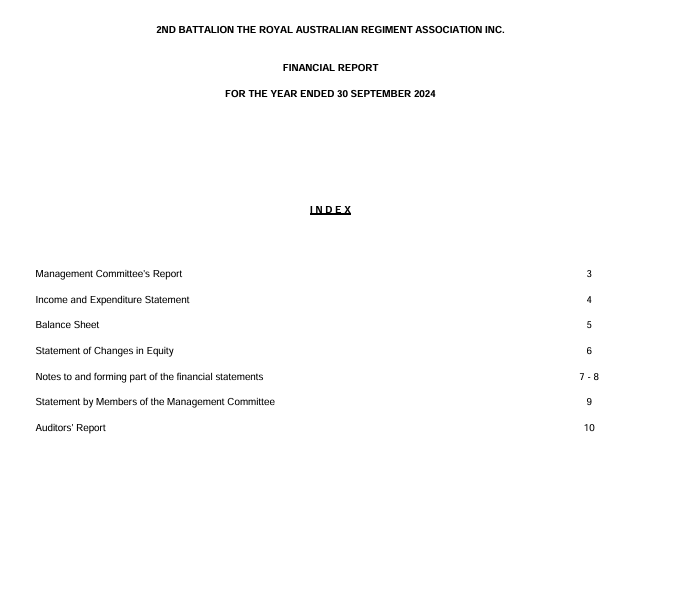 2ND BATTALION THE ROYAL AUSTRALIAN REGIMENT ASSOCIATION INC.
FINANCIAL REPORT
FOR THE YEAR ENDED 30 SEPTEMBER 2024
I N D E X
Management Committee's Report 3
Income and Expenditure Statement 4
Balance Sheet 5
Statement of Changes in Equity 6
Notes to and forming part of the financial statements 7 - 8
Statement by Members of the Management Committee 9
Auditors' Report 10